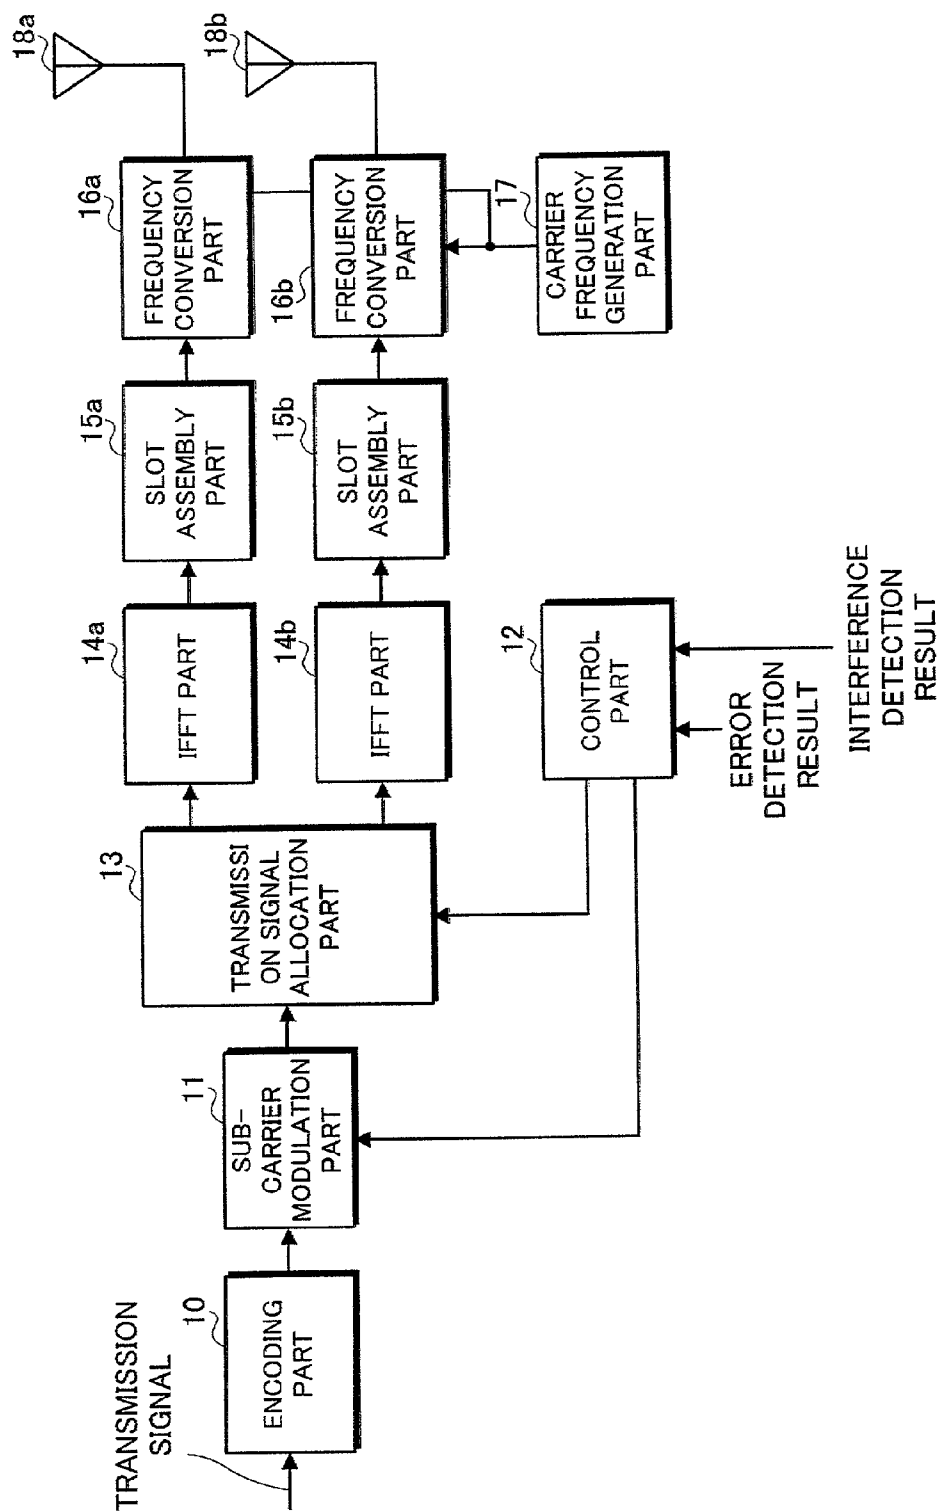 TRANSMISSION
SIGNAL
10
ENCODING
PART
11
SUB-
CARRIER
MODULATION
PART
13
TRANSMISSI
ON SIGNAL
ALLOCATION
PART
14a
IFFT PART
15a
SLOT
ASSEMBLY
PART
16a
FREQUENCY
CONVERSION
PART
18a
14b
IFFT PART
15b
SLOT
ASSEMBLY
PART
16b
FREQUENCY
CONVERSION
PART
18b
12
CONTROL
PART
17
CARRIER
FREQUENCY
GENERATION
PART
ERROR
DETECTION
RESULT
INTERFERENCE
DETECTION
RESULT